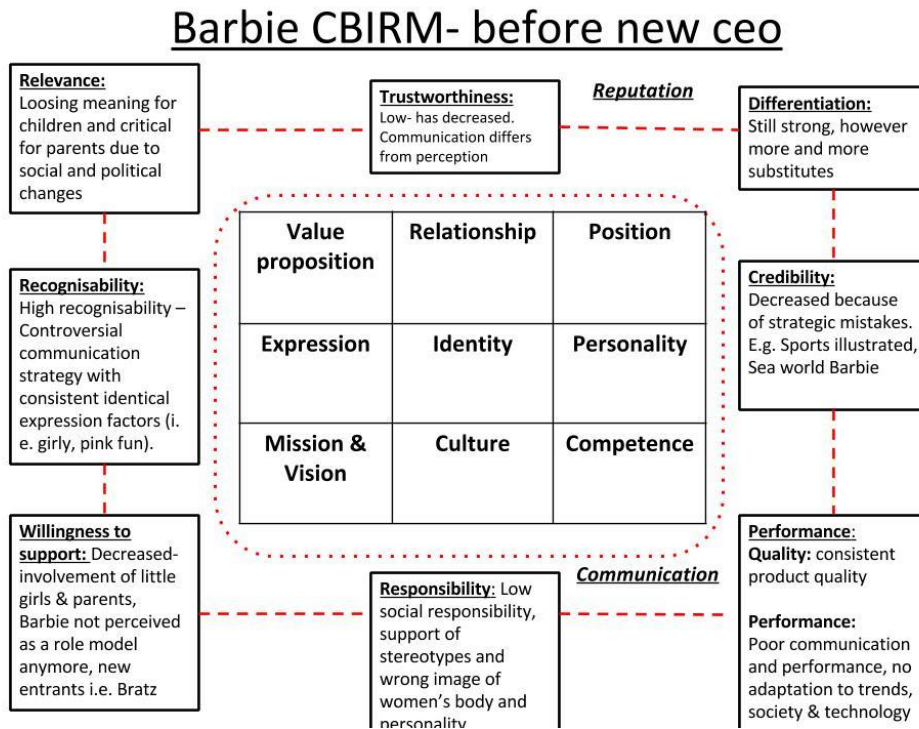 Barbie CBIRM- before new ceo
Relevance:
Loosing meaning for
children and critical
for parents due to
social and political
changes
Trustworthiness:
Low- has decreased.
Communication differs
from perception
Reputation
Differentiation:
Still strong, however
more and more
substitutes
Recognisability:
High recognisability –
Controversial
communication
strategy with
consistent identical
expression factors (i.
e. girly, pink fun).
Value
proposition
Relationship
Position
Expression
Identity
Personality
Mission &
Vision
Culture
Competence
Credibility:
Decreased because
of strategic mistakes.
E.g. Sports illustrated,
Sea world Barbie
Willingness to
support: Decreased-
involvement of little
girls & parents,
Barbie not perceived
as a role model
anymore, new
entrants i.e. Bratz
Responsibility: Low
social responsibility,
support of
stereotypes and
wrong image of
women's body and
personality
Communication
Performance:
Quality: consistent
product quality
Performance:
Poor communication
and performance, no
adaptation to trends,
society & technology